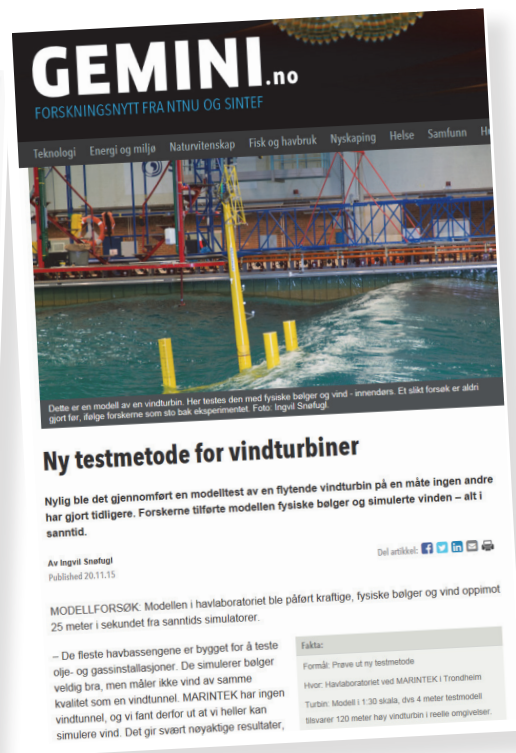 GEMINI.no
FORSKNINGSNYTT FRA NTNU OG SINTEF
Teknologi Energi og miljø Naturvitenskap Fisk og havbruk Nyskaping Helse Samfunn
Dette er en modell av en vindturbin. Her testes den med fysiske bølger og vind - innendørs. Et slikt forsøk er aldri
gjort før, ifølge forskerne som sto bak eksperimentet. Foto: Ingvil Snøfugl.
Ny testmetode for vindturbiner
Nylig ble det gjennomført en modelltest av en flytende vindturbin på en måte ingen andre
har gjort tidligere. Forskerne tilførte modellen fysiske bølger og simulerte vinden – alt i
sanntid.
Av Ingvil Snøfugl
Published 20.11.15
Del artikkel:
MODELLFORSØK: Modellen i havlaboratoriet ble påført kraftige, fysiske bølger og vind oppimot
25 meter i sekundet fra sanntids simulatorer.
– De fleste havbassengene er bygget for å teste
olje- og gassinstallasjoner. De simulerer bølger
veldig bra, men måler ikke vind av samme
kvalitet som en vindtunnel. MARINTEK har ingen
vindtunnel, og vi fant derfor ut at vi heller kan
simulere vind. Det gir svært nøyaktige resultater,
Fakta:
Formål: Prøve ut ny testmetode
Hvor: Havlaboratoriet ved MARINTEK i Trondheim
Turbin: Modell i 1:30 skala, dvs 4 meter testmodell
tilsvarer 120 meter høy vindturbin i reelle omgivelser.